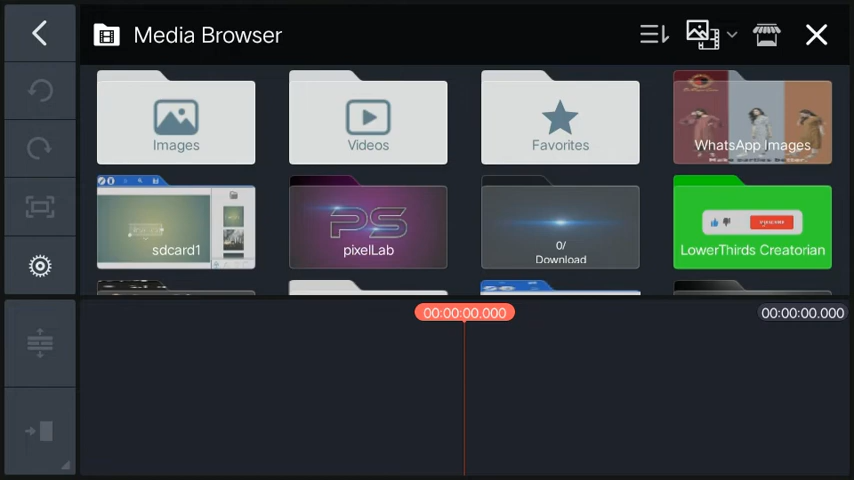 Media Browser
Images
Videos
Favorites
WhatsApp Images
sdcard1
PS
pixelLab
0/
Download
LowerThirds Creatorian
00:00:00.000
00:00:00.000